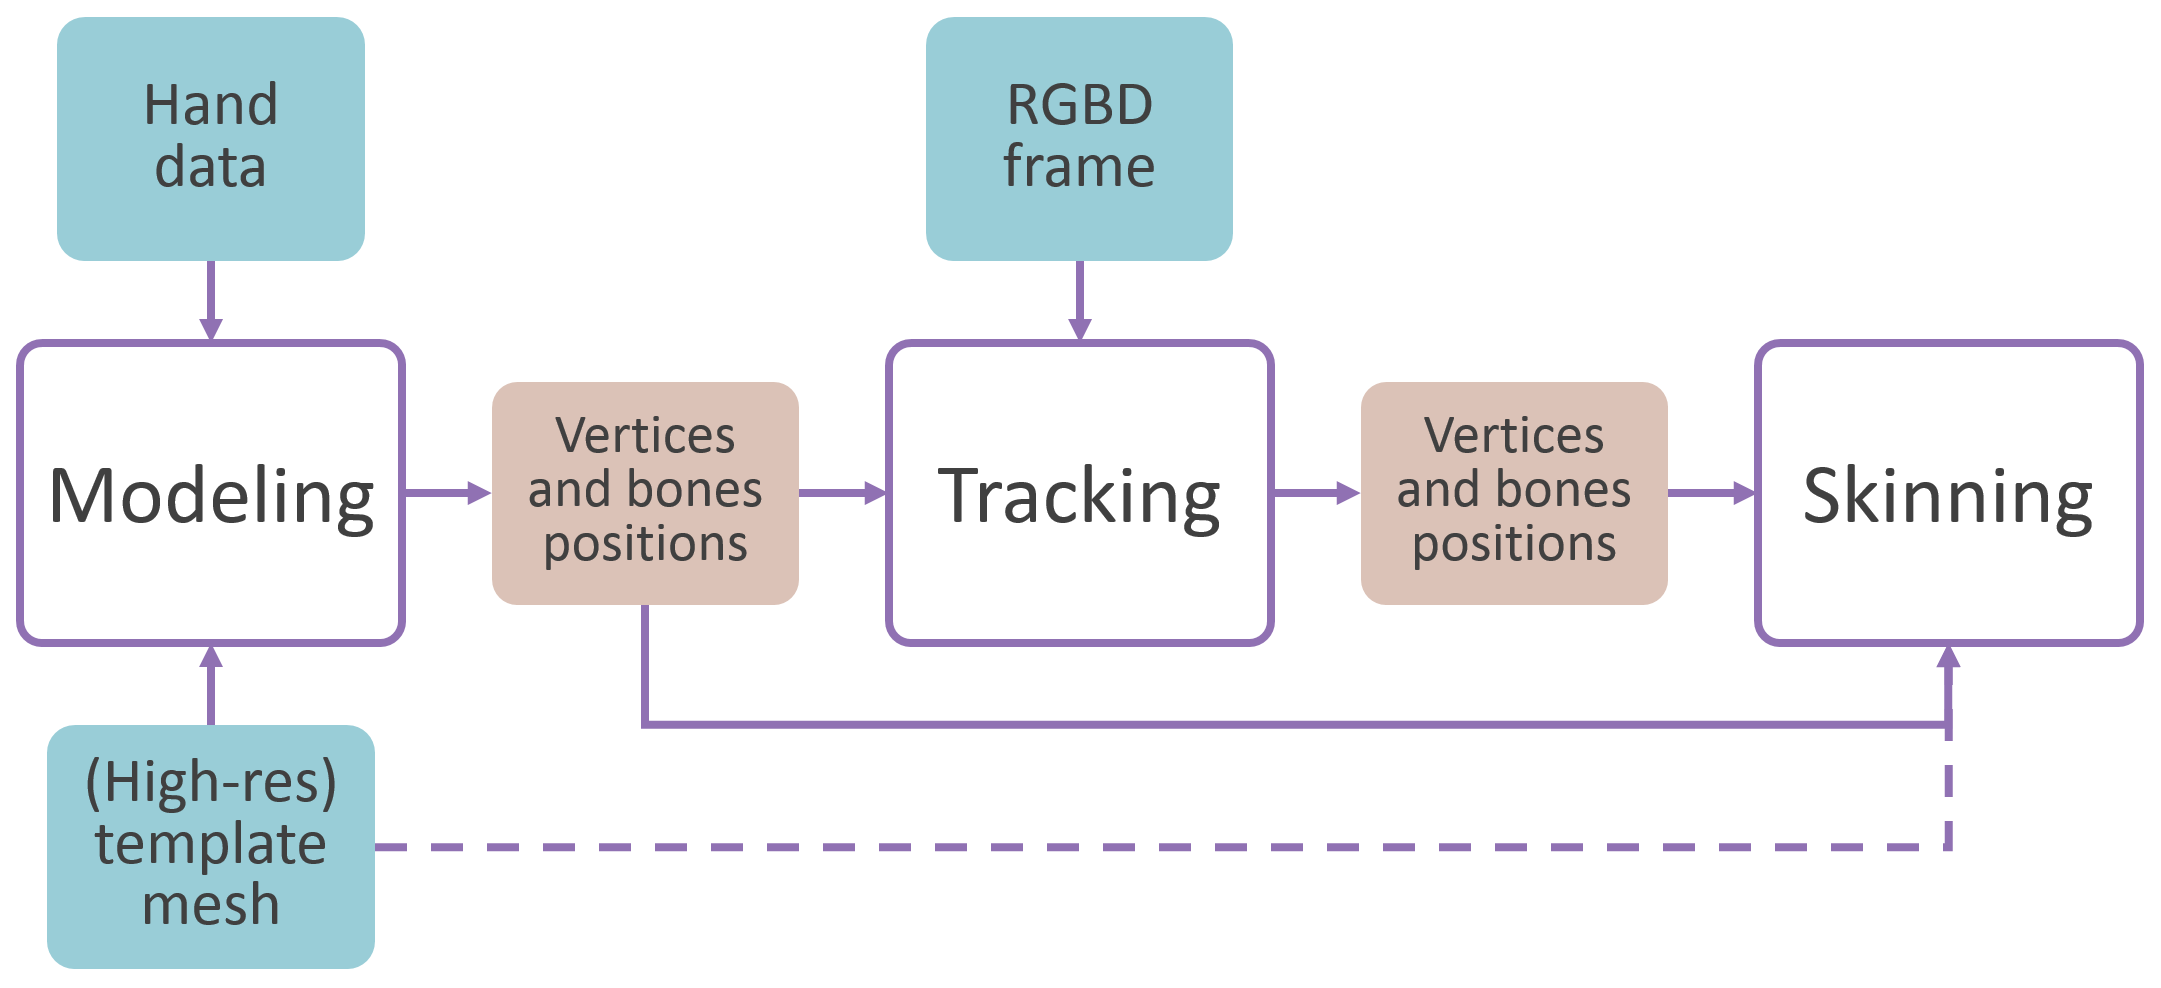 Hand
data
RGBD
frame
Modeling
Vertices
and bones
positions
Tracking
Vertices
and bones
positions
Skinning
(High-res)
template
mesh